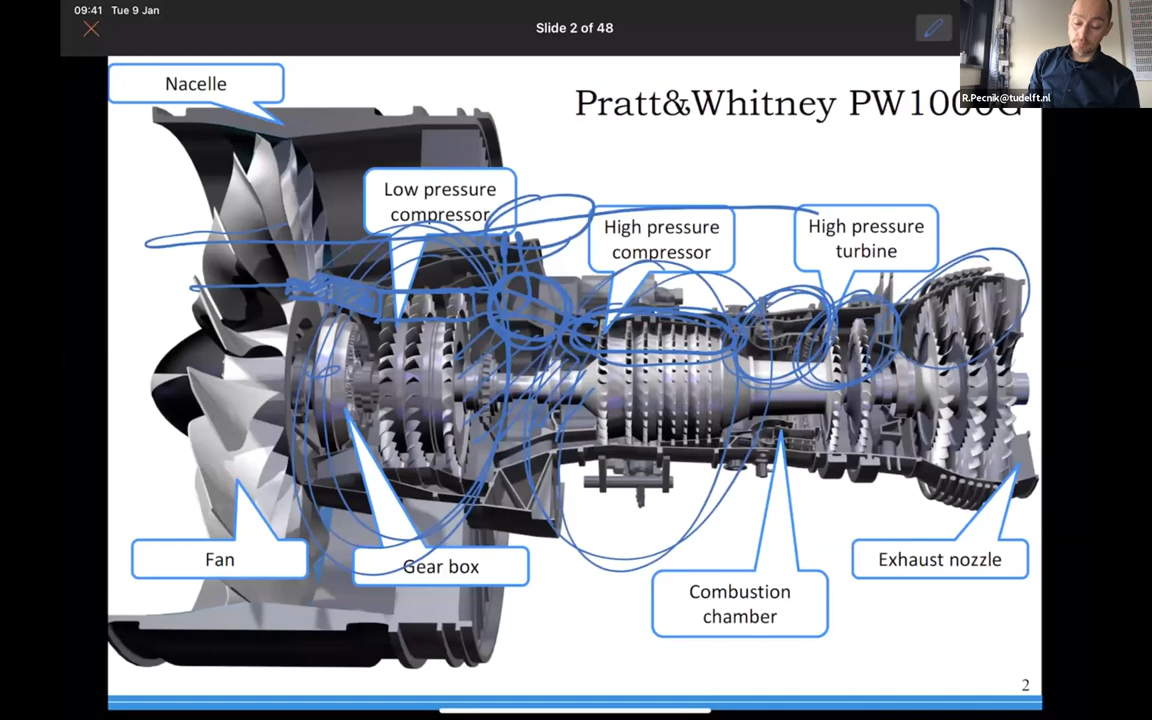 09:41 Tue 9 Jan
Slide 2 of 48
R.Pecnik@tudelft.nl
Nacelle
Pratt&Whitney
Low pressure
compressor
High pressure
compressor
High pressure
turbine
Fan
Gear box
Combustion
chamber
Exhaust nozzle
2